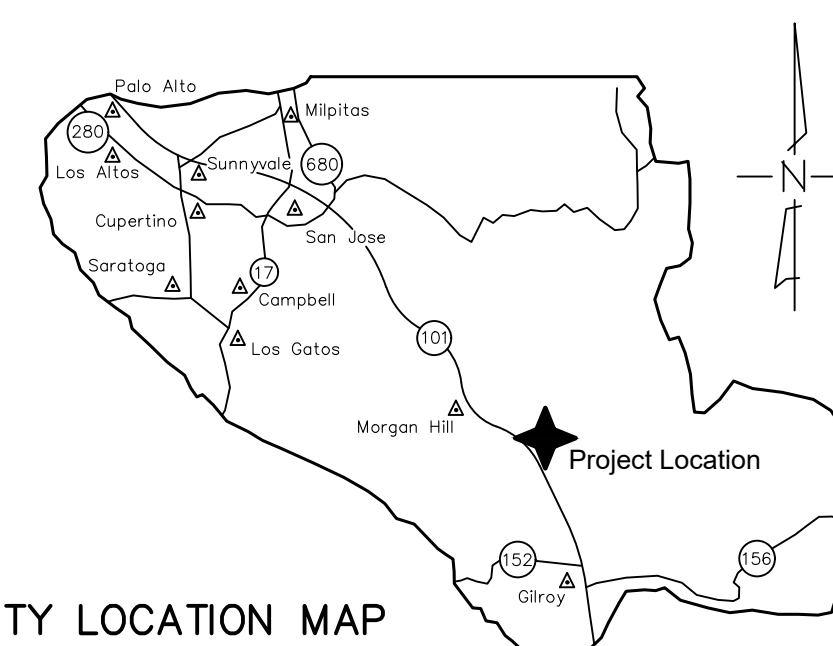 Palo Alto
Milpitas
280
Los Altos
Sunnyvale
680
Cupertino
San Jose
Saratoga
17
Campbell
Los Gatos
101
Morgan Hill
Project Location
152
156
Gilroy
N
TY LOCATION MAP